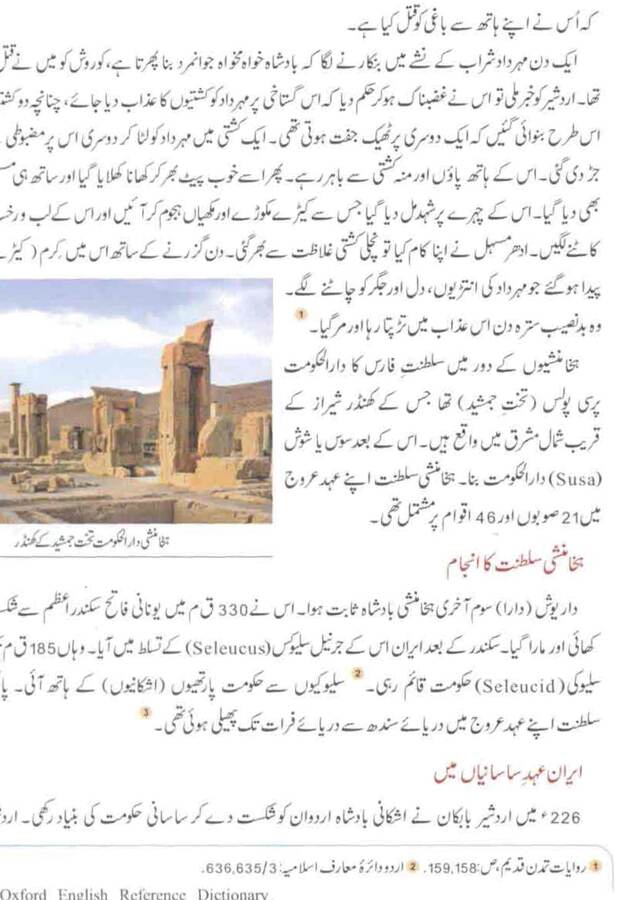 کہ اُس نے اپنے ہاتھ سے باغی کو قتل کیا ہے۔
ایک دن مہرداد شراب کے نشے میں بنکارنے لگا کہ بادشاہ خواہ مخواہ جوانمرد بنا پھرتا ہے، کوروش کو میں نے قتل
تھا۔ اردشیر کو خبر ملی تو اس نے غضبناک ہو کر حکم دیا کہ اس گستاخی پر مہرداد کو کشتیوں کا عذاب دیا جائے، چنانچہ دو کشتیاں
اس طرح بنوائی گئیں کہ ایک دوسری پر ٹھیک جفت ہوتی تھی۔ ایک کشتی میں مہرداد کو لٹا کر دوسری اس پر مضبوطی
جڑ دی گئی۔ اس کے ہاتھ پاؤں اور منہ کشتی سے باہر رہے۔ پھر اسے خوب پیٹ بھر کر کھانا کھلایا گیا اور ساتھ ہی
بھی دیا گیا۔ اس کے چہرے پر شہد مل دیا گیا جس سے کیڑے مکوڑے اور مکھیاں ہجوم کر آئیں اور اس کے لب و
کاٹنے لگیں۔ ادھر مسہل نے اپنا کام کیا تو نچلی کشتی غلاظت سے بھر گئی۔ دن گزرنے کے ساتھ اس میں کِرم (کیڑے
پیدا ہو گئے جو مہرداد کی انتڑیوں، دل اور جگر کو چاٹنے لگے۔
وہ بدنصیب سترہ دن اس عذاب میں تڑپتا رہا اور مر گیا۔ 1
ہخامنشیوں کے دور میں سلطنتِ فارس کا دارالحکومت
پرسی پولس (تختِ جمشید) تھا جس کے کھنڈر شیراز کے
قریب شمال مشرق میں واقع ہیں۔ اس کے بعد سوس یا شوش
(Susa) دارالحکومت بنا۔ ہخامنشی سلطنت اپنے عہد عروج
میں 21 صوبوں اور 46 اقوام پر مشتمل تھی۔
ہخامنشی دارالحکومت تخت جمشید کے کھنڈر
ہخامنشی سلطنت کا انجام
داریوش (دارا) سوم آخری ہخامنشی بادشاہ ثابت ہوا۔ اس نے 330 ق م میں یونانی فاتح سکندر اعظم سے
کھائی اور مارا گیا۔ سکندر کے بعد ایران اس کے جرنیل سلیوکس (Seleucus) کے تسلط میں آیا۔ وہاں 185 ق م
سلیوکی (Seleucid) حکومت قائم رہی۔ 2 سلیوکیوں سے حکومت پارتھیوں (اشکانیوں) کے ہاتھ آئی۔
سلطنت اپنے عہد عروج میں دریائے سندھ سے دریائے فرات تک پھیلی ہوئی تھی۔ 3
ایران عہدِ ساسانیاں میں
226ء میں اردشیر بابکان نے اشکانی بادشاہ اردوان کو شکست دے کر ساسانی حکومت کی بنیاد رکھی۔
1 روایات تمدن قدیم، ص: 159,158. 2 اردو دائرۂ معارف اسلامیہ: 636,635/3.
Oxford English Reference Dictionary